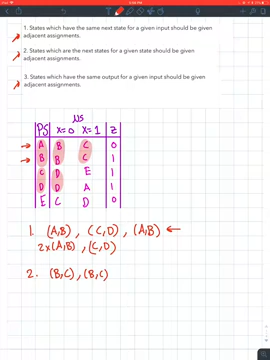 1. States which have the same next state for a given input should be given
adjacent assignments.
2. States which are the next states for a given state should be given
adjacent assignments.
3. States which have the same output for a given input should be given
adjacent assignments.
NS
PS X=0 X=1 Z
A B C 0
B B C 1
C D E 1
D D A 1
E C D 0
1. (A,B), (C,D), (A,B) ←
2x(A,B), (C,D)
2. (B,C), (B,C)